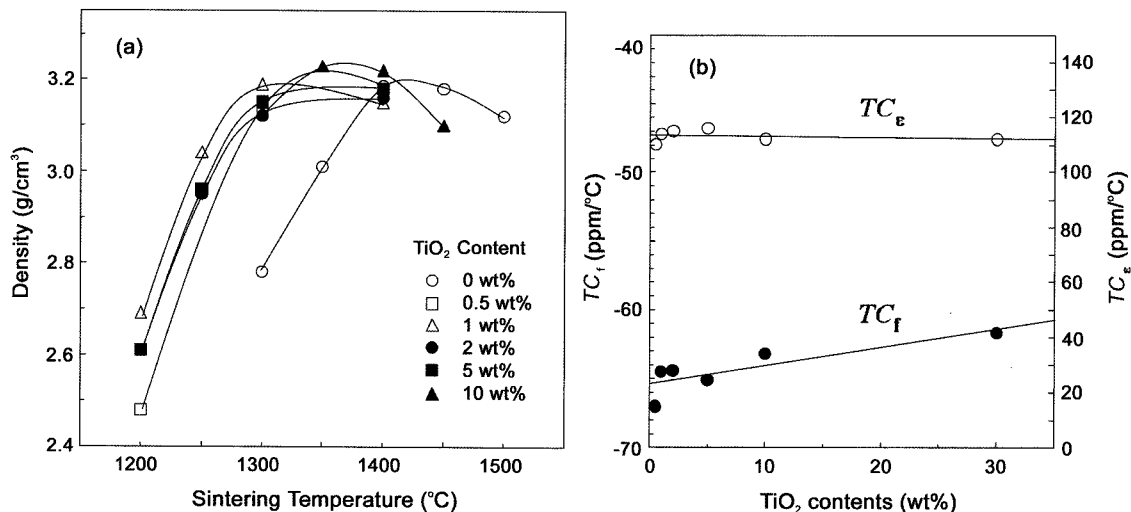 (a)
Density (g/cm³)
3.2
3.0
2.8
2.6
2.4
1200 1300 1400 1500
Sintering Temperature (°C)
TiO₂ Content
0 wt%
0.5 wt%
1 wt%
2 wt%
5 wt%
10 wt%
(b)
TC_f (ppm/°C)
-40
-50
-60
-70
TC_ε
TC_f
140
120
100
80
60
40
20
0
TC_ε (ppm/°C)
0 10 20 30
TiO₂ contents (wt%)